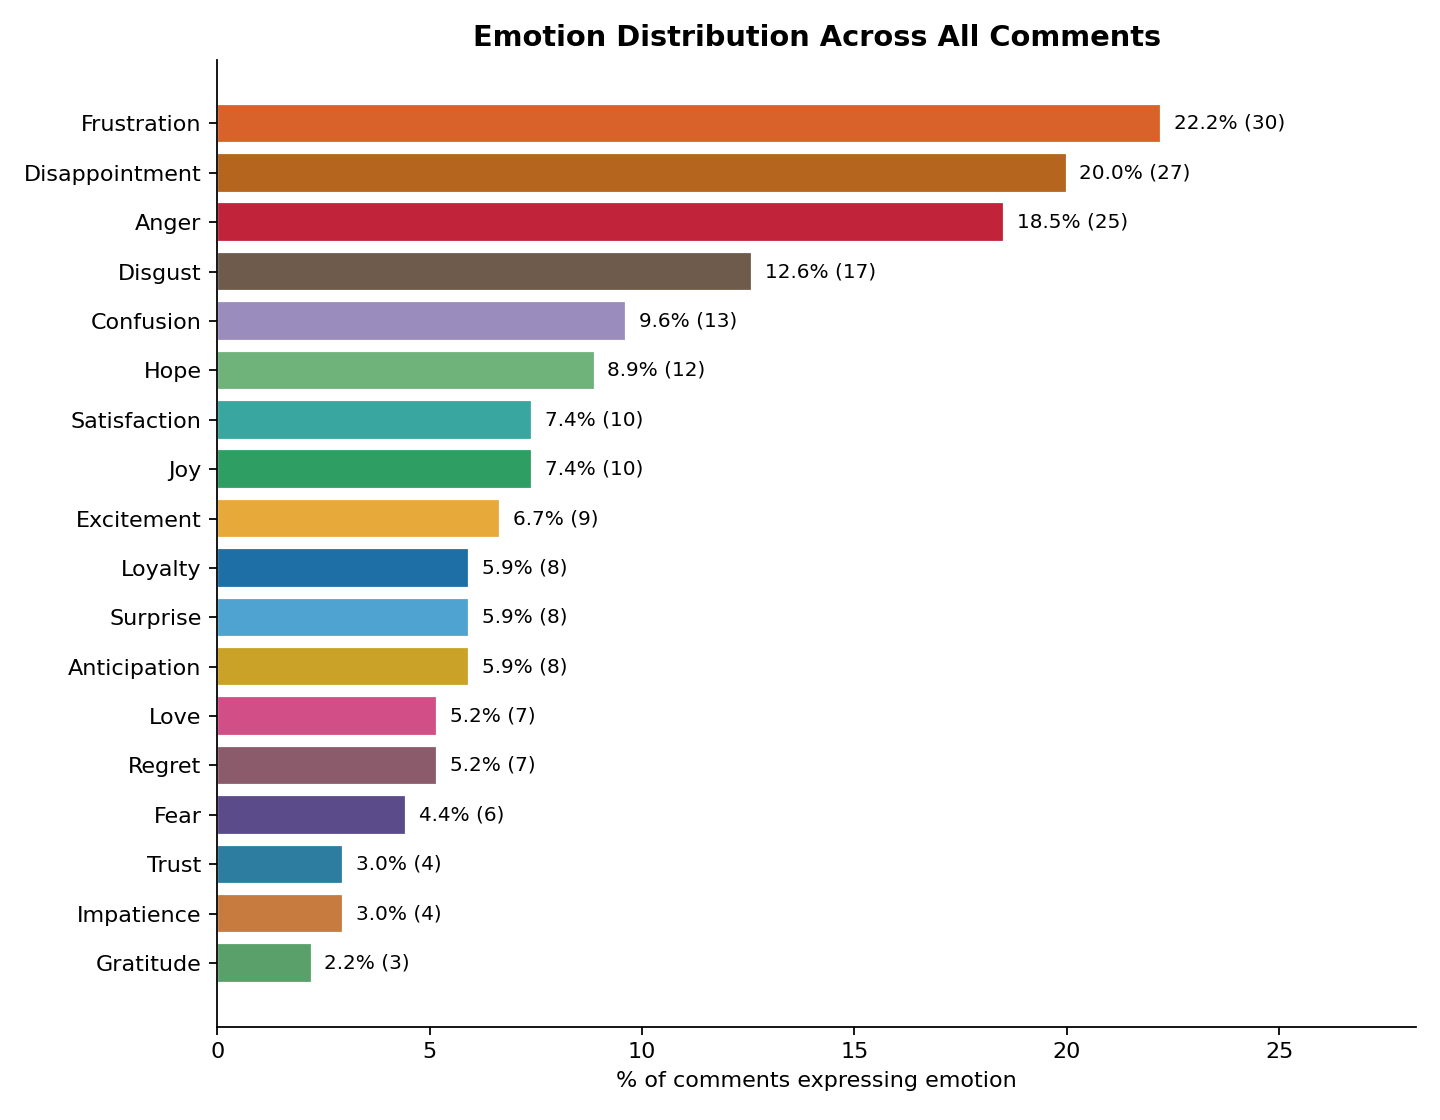 Emotion Distribution Across All Comments
Frustration 22.2% (30)
Disappointment 20.0% (27)
Anger 18.5% (25)
Disgust 12.6% (17)
Confusion 9.6% (13)
Hope 8.9% (12)
Satisfaction 7.4% (10)
Joy 7.4% (10)
Excitement 6.7% (9)
Loyalty 5.9% (8)
Surprise 5.9% (8)
Anticipation 5.9% (8)
Love 5.2% (7)
Regret 5.2% (7)
Fear 4.4% (6)
Trust 3.0% (4)
Impatience 3.0% (4)
Gratitude 2.2% (3)
0 5 10 15 20 25
% of comments expressing emotion